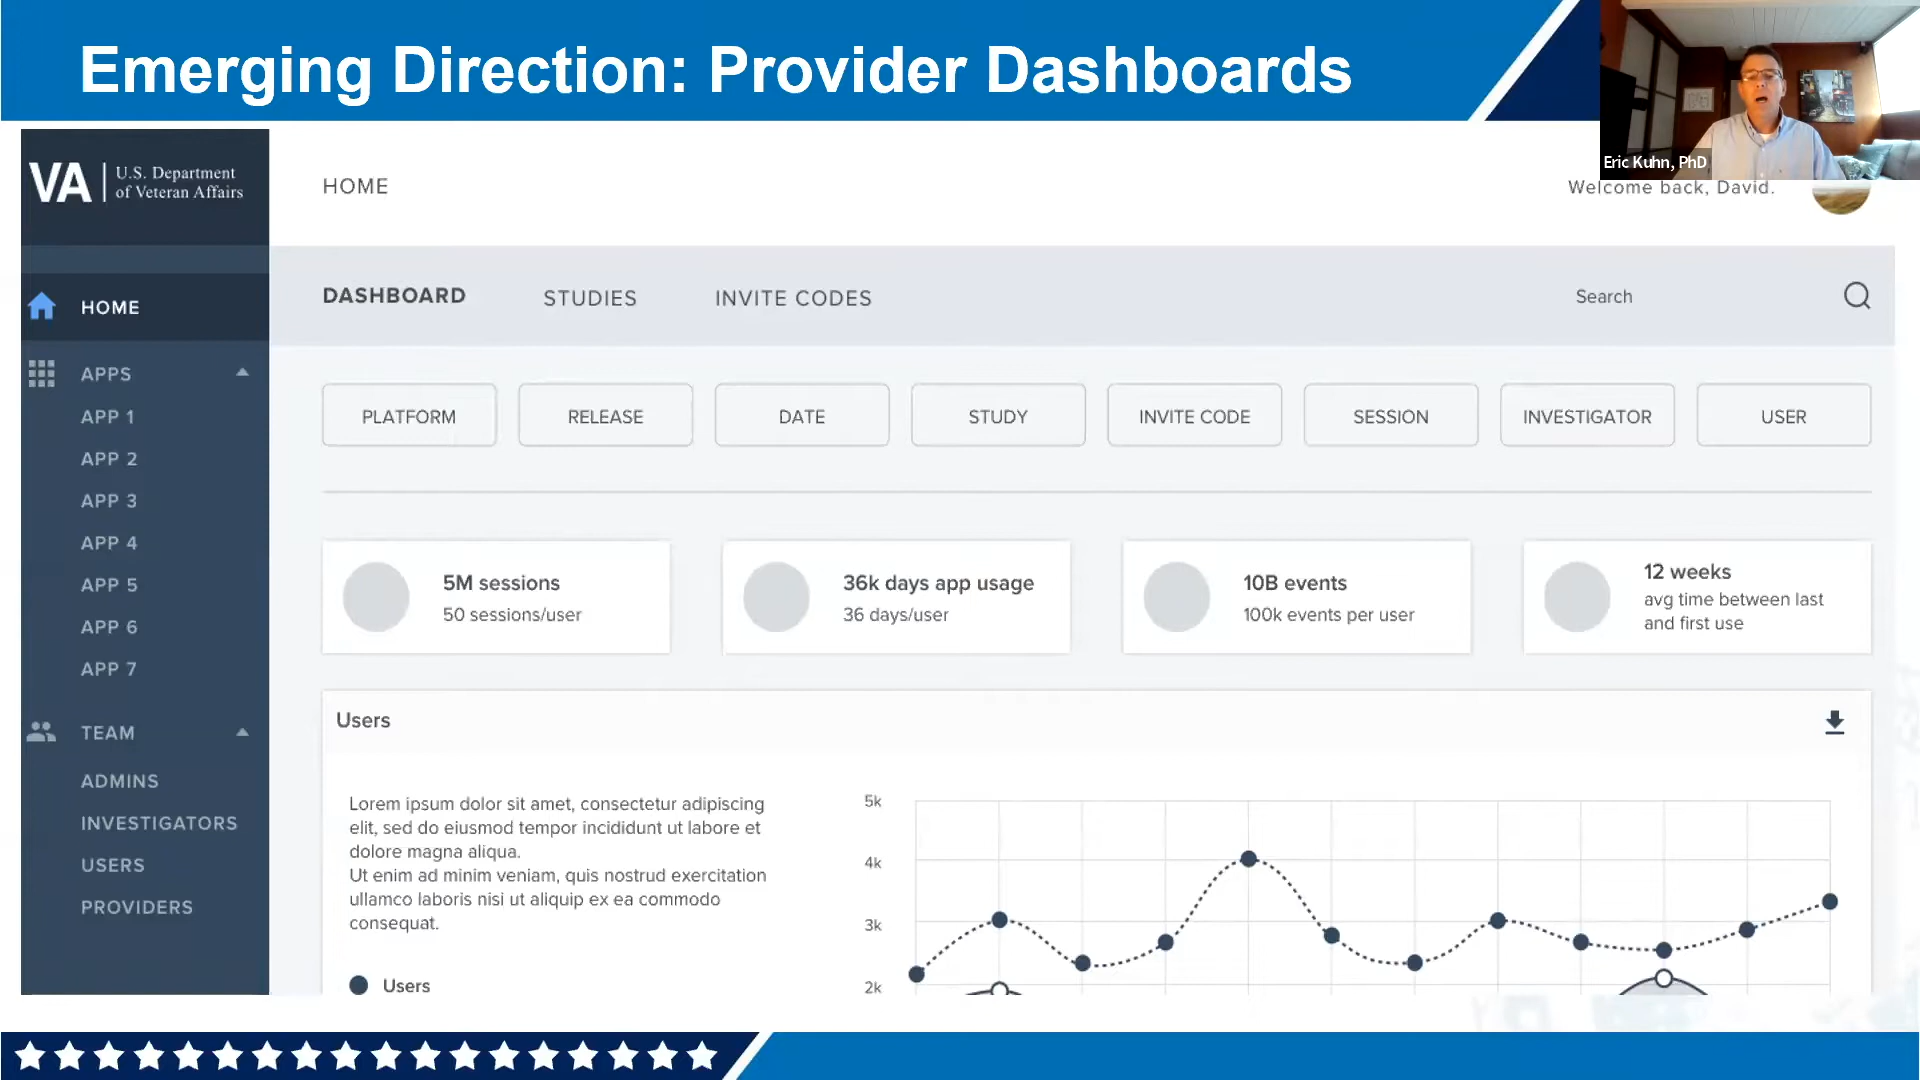 Emerging Direction: Provider Dashboards
Eric Kuhn, PhD
VA
U.S. Department
of Veteran Affairs
HOME
Welcome back, David.
HOME
DASHBOARD
STUDIES
INVITE CODES
Search
APPS
APP 1
APP 2
APP 3
APP 4
APP 5
APP 6
APP 7
TEAM
ADMINS
INVESTIGATORS
USERS
PROVIDERS
PLATFORM
RELEASE
DATE
STUDY
INVITE CODE
SESSION
INVESTIGATOR
USER
5M sessions
50 sessions/user
36k days app usage
36 days/user
10B events
100k events per user
12 weeks
avg time between last
and first use
Users
Lorem ipsum dolor sit amet, consectetur adipiscing
elit, sed do eiusmod tempor incididunt ut labore et
dolore magna aliqua.
Ut enim ad minim veniam, quis nostrud exercitation
ullamco laboris nisi ut aliquip ex ea commodo
consequat.
Users
5k
4k
3k
2k